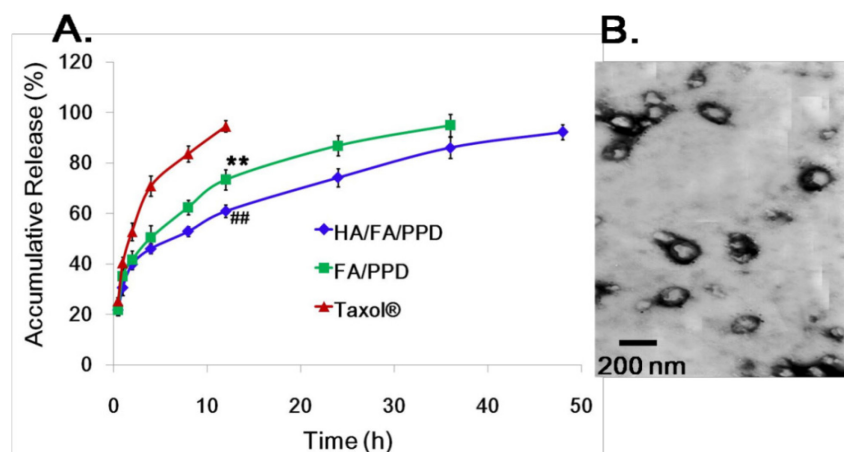 A.
B.
Accumulative Release (%)
120
100
80
60
40
20
0
**
##
HA/FA/PPD
FA/PPD
Taxol®
0
10
20
30
40
50
Time (h)
200 nm